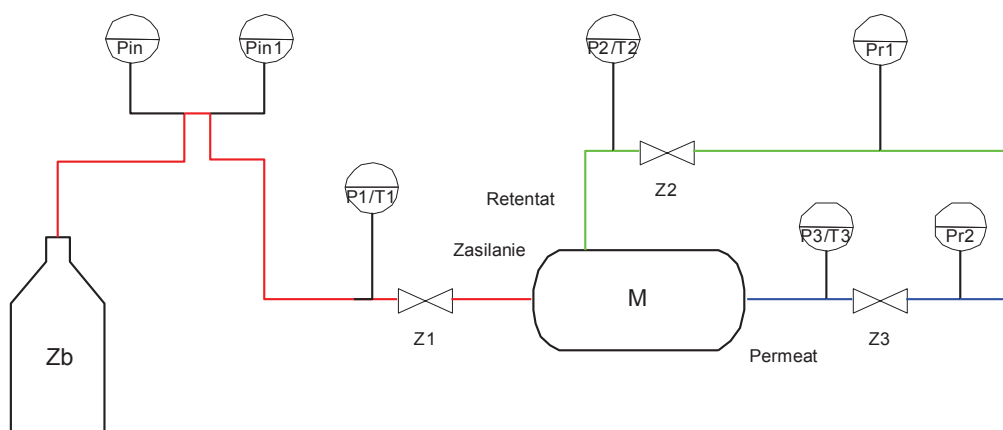 Pin
Pin1
P2/T2
Pr1
P1/T1
Z2
Retentat
Zasilanie
P3/T3
Pr2
M
Z1
Z3
Zb
Permeat